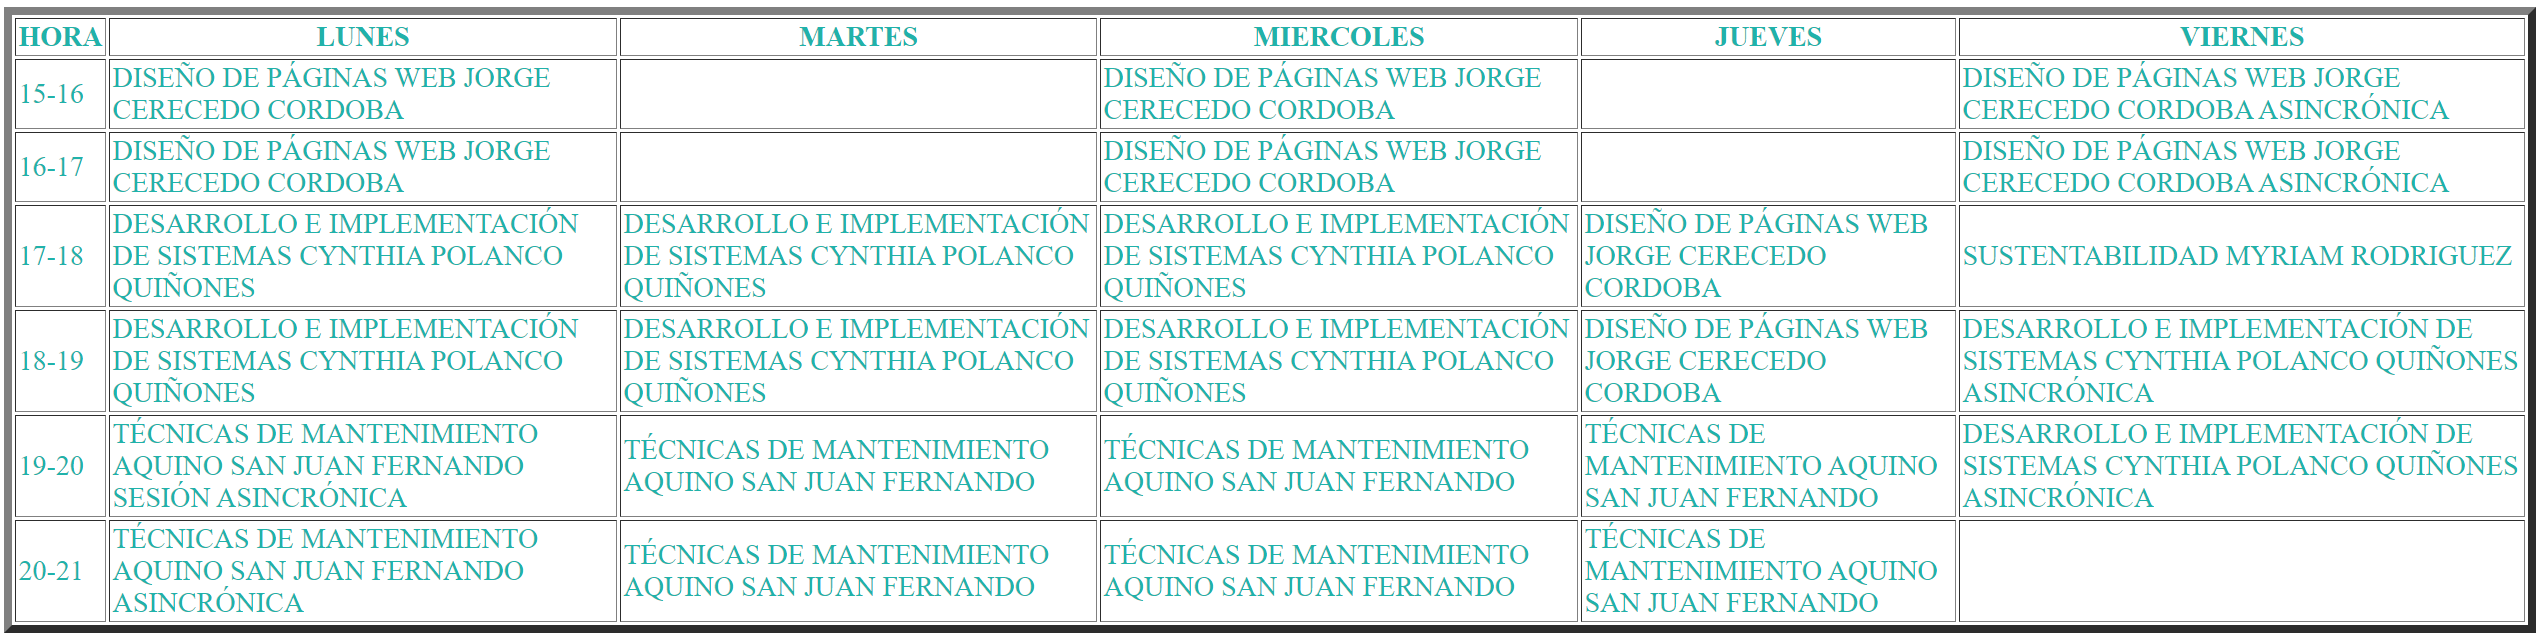 HORA LUNES MARTES MIERCOLES JUEVES VIERNES
15-16
DISEÑO DE PÁGINAS WEB JORGE
CERECEDO CORDOBA
DISEÑO DE PÁGINAS WEB JORGE
CERECEDO CORDOBA
DISEÑO DE PÁGINAS WEB JORGE
CERECEDO CORDOBA ASINCRÓNICA
16-17
DISEÑO DE PÁGINAS WEB JORGE
CERECEDO CORDOBA
DISEÑO DE PÁGINAS WEB JORGE
CERECEDO CORDOBA
DISEÑO DE PÁGINAS WEB JORGE
CERECEDO CORDOBA ASINCRÓNICA
17-18
DESARROLLO E IMPLEMENTACIÓN
DE SISTEMAS CYNTHIA POLANCO
QUIÑONES
DESARROLLO E IMPLEMENTACIÓN
DE SISTEMAS CYNTHIA POLANCO
QUIÑONES
DESARROLLO E IMPLEMENTACIÓN
DE SISTEMAS CYNTHIA POLANCO
QUIÑONES
DISEÑO DE PÁGINAS WEB
JORGE CERECEDO
CORDOBA
SUSTENTABILIDAD MYRIAM RODRIGUEZ
18-19
DESARROLLO E IMPLEMENTACIÓN
DE SISTEMAS CYNTHIA POLANCO
QUIÑONES
DESARROLLO E IMPLEMENTACIÓN
DE SISTEMAS CYNTHIA POLANCO
QUIÑONES
DESARROLLO E IMPLEMENTACIÓN
DE SISTEMAS CYNTHIA POLANCO
QUIÑONES
DISEÑO DE PÁGINAS WEB
JORGE CERECEDO
CORDOBA
DESARROLLO E IMPLEMENTACIÓN DE
SISTEMAS CYNTHIA POLANCO QUIÑONES
ASINCRÓNICA
19-20
TÉCNICAS DE MANTENIMIENTO
AQUINO SAN JUAN FERNANDO
SESIÓN ASINCRÓNICA
TÉCNICAS DE MANTENIMIENTO
AQUINO SAN JUAN FERNANDO
TÉCNICAS DE MANTENIMIENTO
AQUINO SAN JUAN FERNANDO
TÉCNICAS DE
MANTENIMIENTO AQUINO
SAN JUAN FERNANDO
DESARROLLO E IMPLEMENTACIÓN DE
SISTEMAS CYNTHIA POLANCO QUIÑONES
ASINCRÓNICA
20-21
TÉCNICAS DE MANTENIMIENTO
AQUINO SAN JUAN FERNANDO
ASINCRÓNICA
TÉCNICAS DE MANTENIMIENTO
AQUINO SAN JUAN FERNANDO
TÉCNICAS DE MANTENIMIENTO
AQUINO SAN JUAN FERNANDO
TÉCNICAS DE
MANTENIMIENTO AQUINO
SAN JUAN FERNANDO